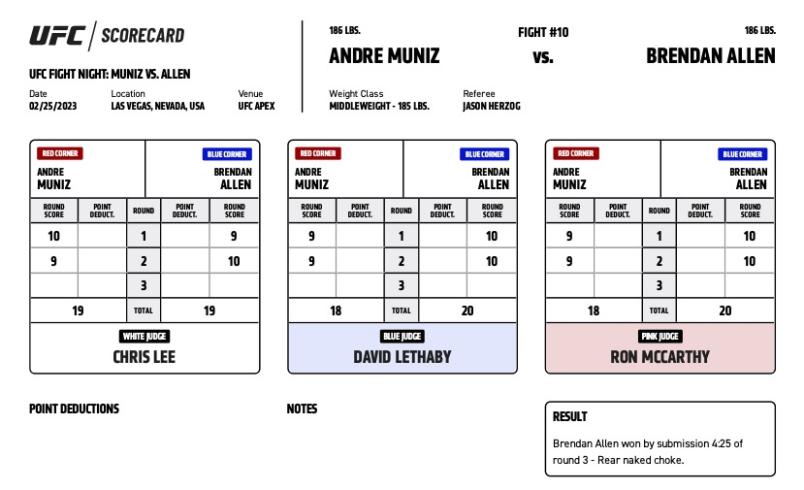 UFC / SCORECARD
UFC FIGHT NIGHT: MUNIZ VS. ALLEN
Date Location Venue
02/25/2023 LAS VEGAS, NEVADA, USA UFC APEX
186 LBS. FIGHT #10 186 LBS.
ANDRE MUNIZ VS. BRENDAN ALLEN
Weight Class Referee
MIDDLEWEIGHT - 185 LBS. JASON HERZOG
RED CORNER BLUE CORNER
ANDRE BRENDAN
MUNIZ ALLEN
ROUND SCORE POINT DEDUCT. ROUND POINT DEDUCT. ROUND SCORE
10 1 9
9 2 10
3
19 TOTAL 19
WHITE JUDGE
CHRIS LEE
RED CORNER BLUE CORNER
ANDRE BRENDAN
MUNIZ ALLEN
ROUND SCORE POINT DEDUCT. ROUND POINT DEDUCT. ROUND SCORE
9 1 10
9 2 10
3
18 TOTAL 20
BLUE JUDGE
DAVID LETHABY
RED CORNER BLUE CORNER
ANDRE BRENDAN
MUNIZ ALLEN
ROUND SCORE POINT DEDUCT. ROUND POINT DEDUCT. ROUND SCORE
9 1 10
9 2 10
3
18 TOTAL 20
PINK JUDGE
RON MCCARTHY
POINT DEDUCTIONS
NOTES
RESULT
Brendan Allen won by submission 4:25 of
round 3 - Rear naked choke.